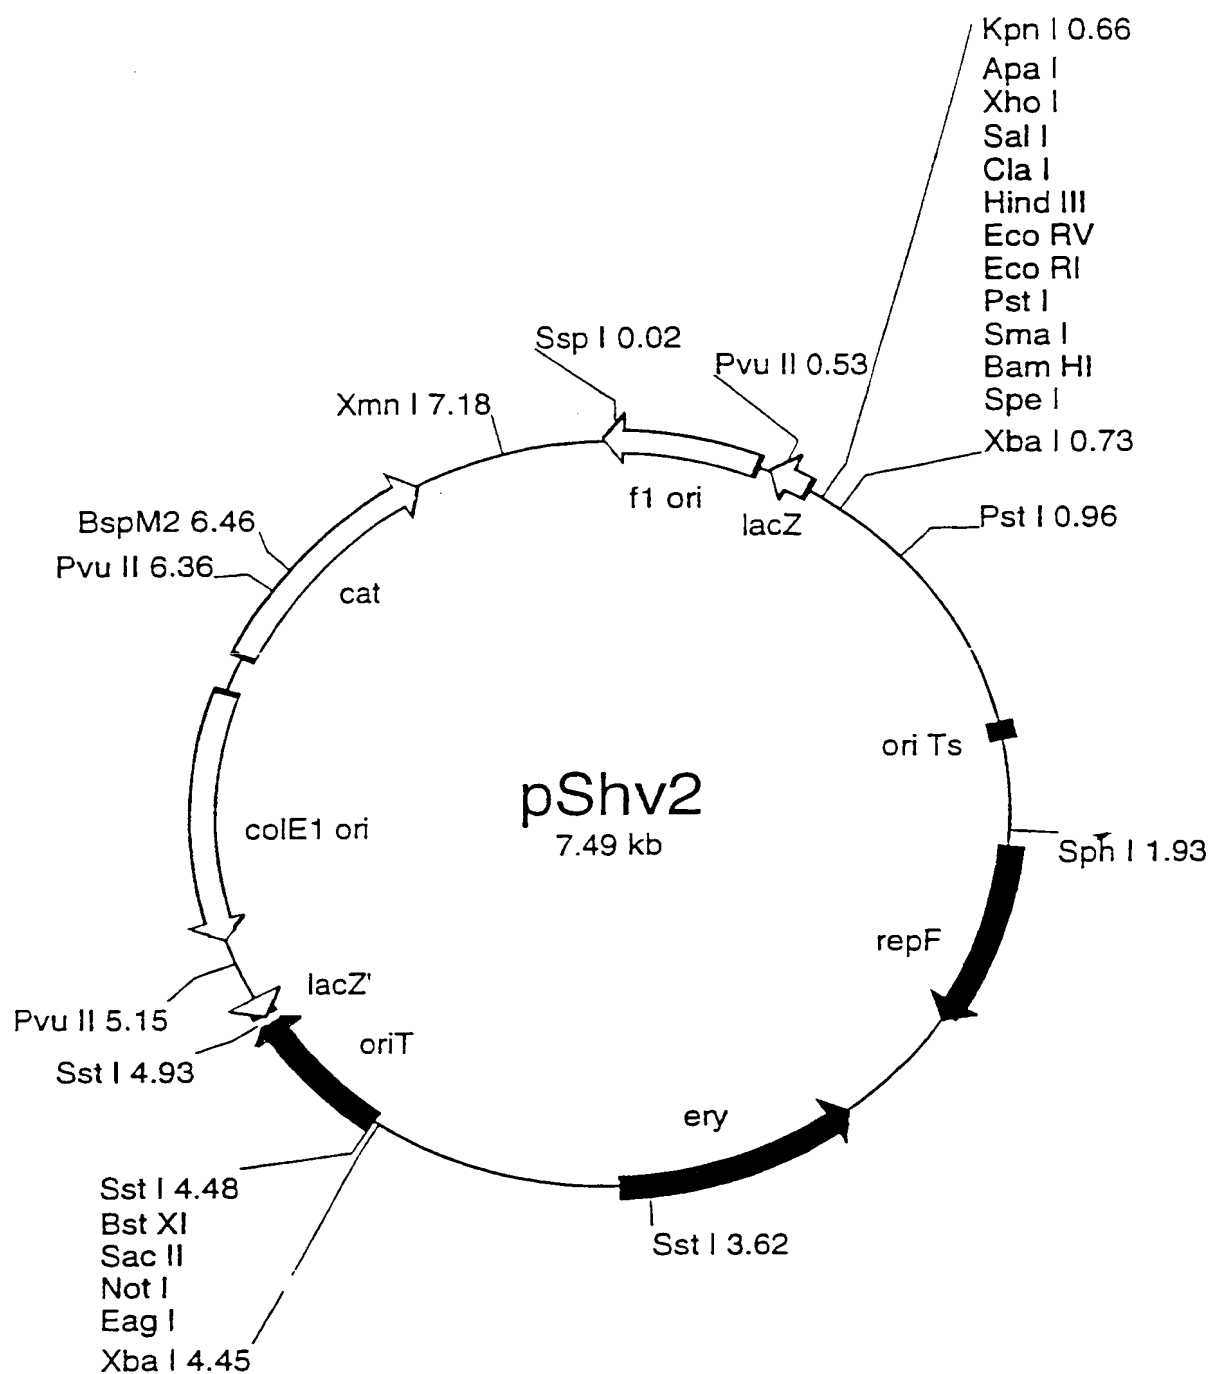 Kpn I 0.66
Apa I
Xho I
Sal I
Cla I
Hind III
Eco RV
Eco RI
Pst I
Sma I
Bam HI
Spe I
Xba I 0.73
Ssp I 0.02
Pvu II 0.53
Xmn I 7.18
f1 ori
lacZ
Pst I 0.96
BspM2 6.46
Pvu II 6.36
cat
ori Ts
pShv2
7.49 kb
colE1 ori
Sph I 1.93
repF
lacZ'
Pvu II 5.15
oriT
Sst I 4.93
ery
Sst I 4.48
Bst XI
Sac II
Not I
Eag I
Xba I 4.45
Sst I 3.62